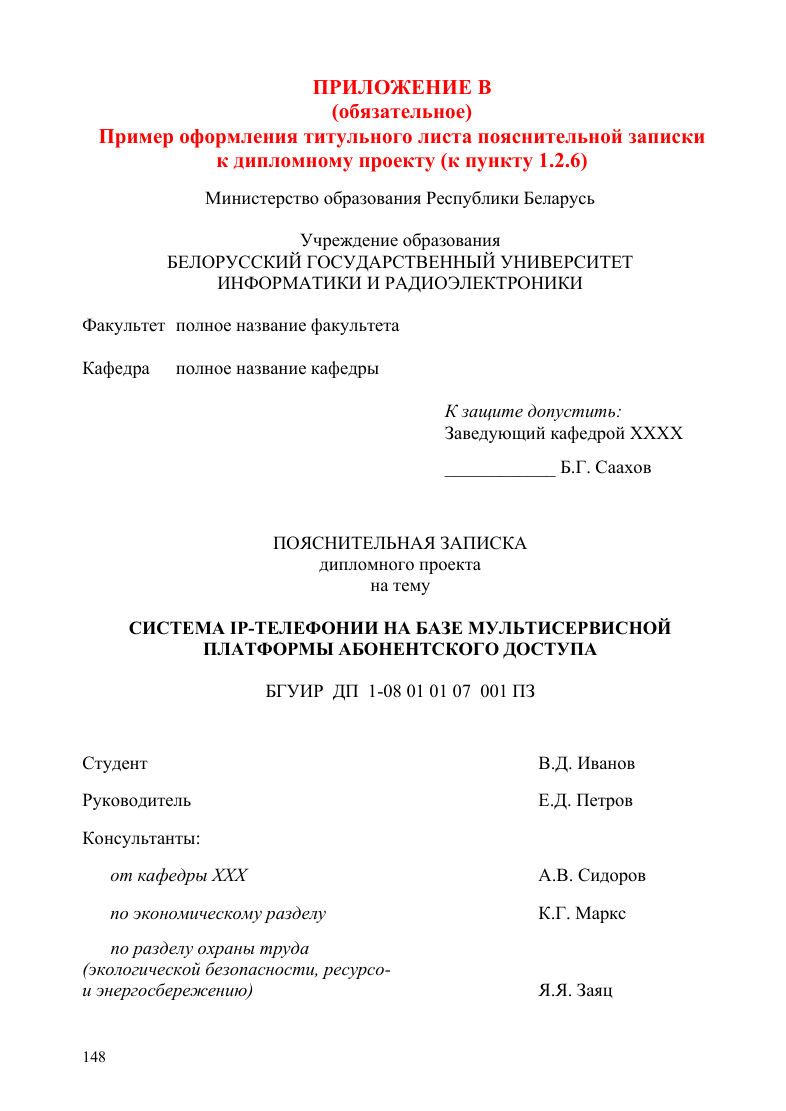 ПРИЛОЖЕНИЕ В
(обязательное)
Пример оформления титульного листа пояснительной записки
к дипломному проекту (к пункту 1.2.6)
Министерство образования Республики Беларусь
Учреждение образования
БЕЛОРУССКИЙ ГОСУДАРСТВЕННЫЙ УНИВЕРСИТЕТ
ИНФОРМАТИКИ И РАДИОЭЛЕКТРОНИКИ
Факультет полное название факультета
Кафедра полное название кафедры
К защите допустить:
Заведующий кафедрой ХХХХ
____________ Б.Г. Саахов
ПОЯСНИТЕЛЬНАЯ ЗАПИСКА
дипломного проекта
на тему
СИСТЕМА IP-ТЕЛЕФОНИИ НА БАЗЕ МУЛЬТИСЕРВИСНОЙ
ПЛАТФОРМЫ АБОНЕНТСКОГО ДОСТУПА
БГУИР ДП 1-08 01 01 07 001 ПЗ
Студент В.Д. Иванов
Руководитель Е.Д. Петров
Консультанты:
от кафедры ХХХ А.В. Сидоров
по экономическому разделу К.Г. Маркс
по разделу охраны труда
(экологической безопасности, ресурсо-
и энергосбережению) Я.Я. Заяц
148